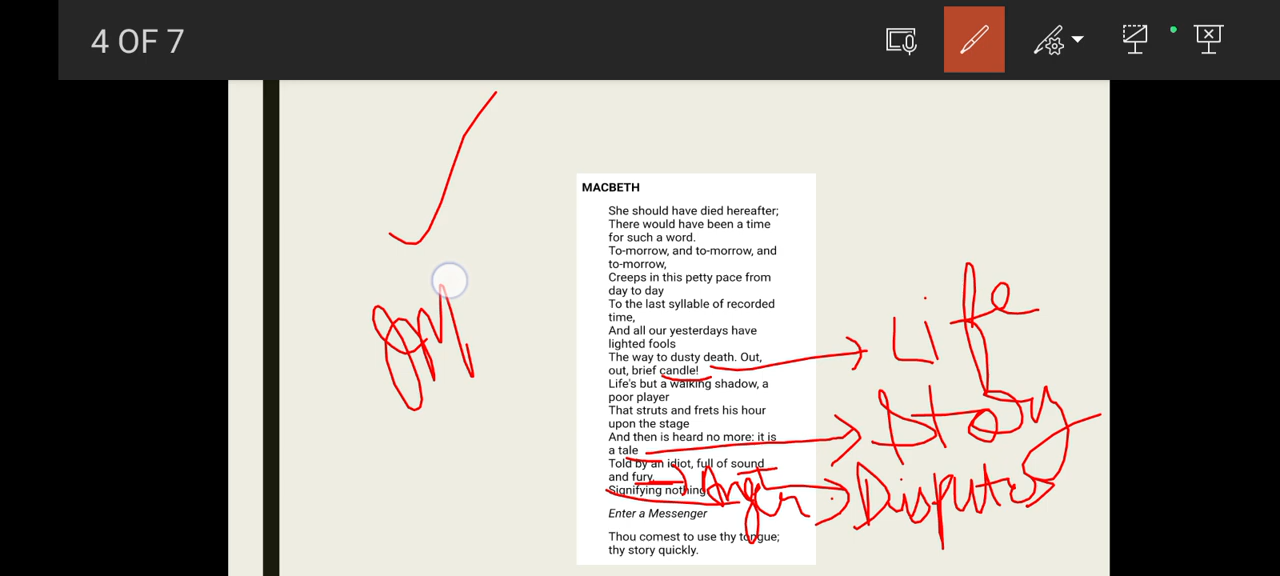 4 OF 7
MACBETH
She should have died hereafter;
There would have been a time
for such a word.
To-morrow, and to-morrow, and
to-morrow,
Creeps in this petty pace from
day to day
To the last syllable of recorded
time,
And all our yesterdays have
lighted fools
The way to dusty death. Out,
out, brief candle!
Life's but a walking shadow, a
poor player
That struts and frets his hour
upon the stage
And then is heard no more: it is
a tale
Told by an idiot, full of sound
and fury,
Signifying nothing
Enter a Messenger
Thou comest to use thy tongue;
thy story quickly.
Life
Story
Anger
Disputes